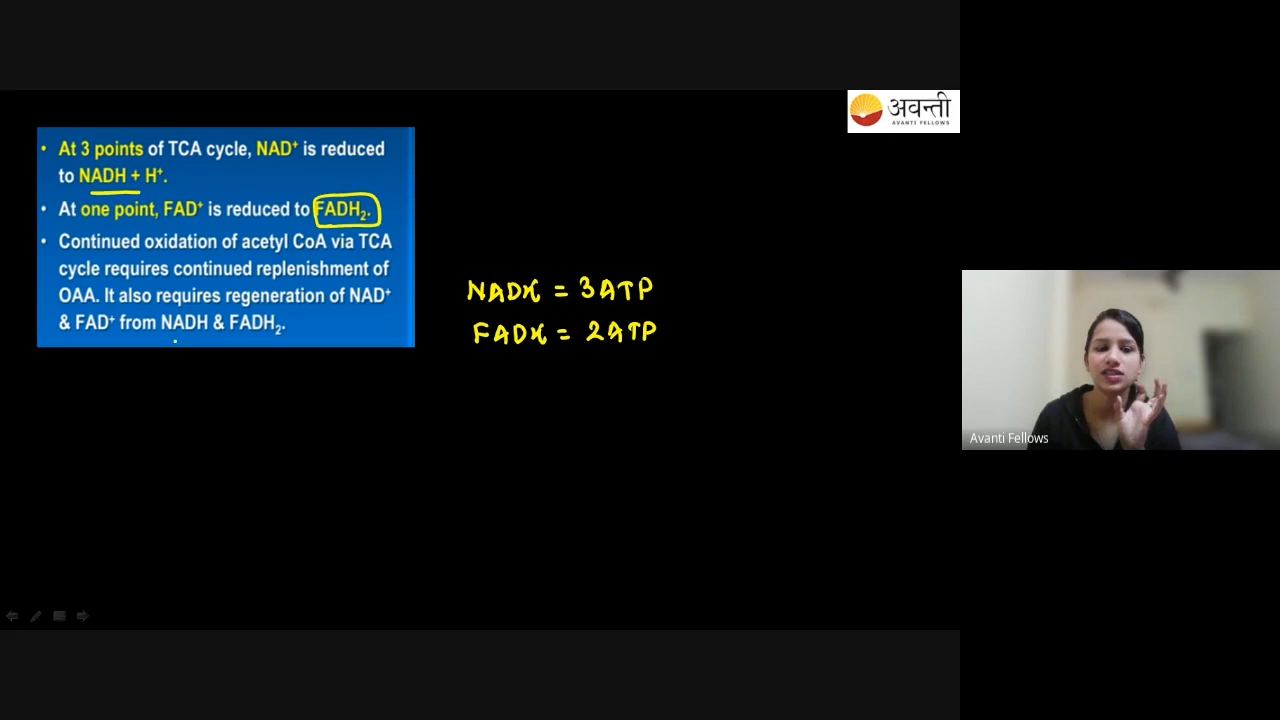 अवन्ती
AVANTI FELLOWS
• At 3 points of TCA cycle, NAD⁺ is reduced
to NADH + H⁺.
• At one point, FAD⁺ is reduced to FADH₂.
• Continued oxidation of acetyl CoA via TCA
cycle requires continued replenishment of
OAA. It also requires regeneration of NAD⁺
& FAD⁺ from NADH & FADH₂.
NADH = 3ATP
FADH = 2ATP
Avanti Fellows